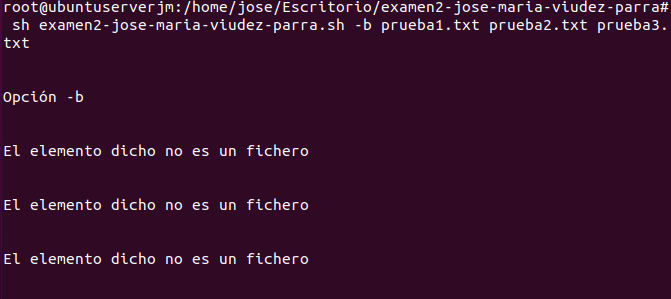 root@ubuntuserverjm:/home/jose/Escritorio/examen2-jose-maria-viudez-parra#
sh examen2-jose-maria-viudez-parra.sh -b prueba1.txt prueba2.txt prueba3.
txt
Opción -b
El elemento dicho no es un fichero
El elemento dicho no es un fichero
El elemento dicho no es un fichero